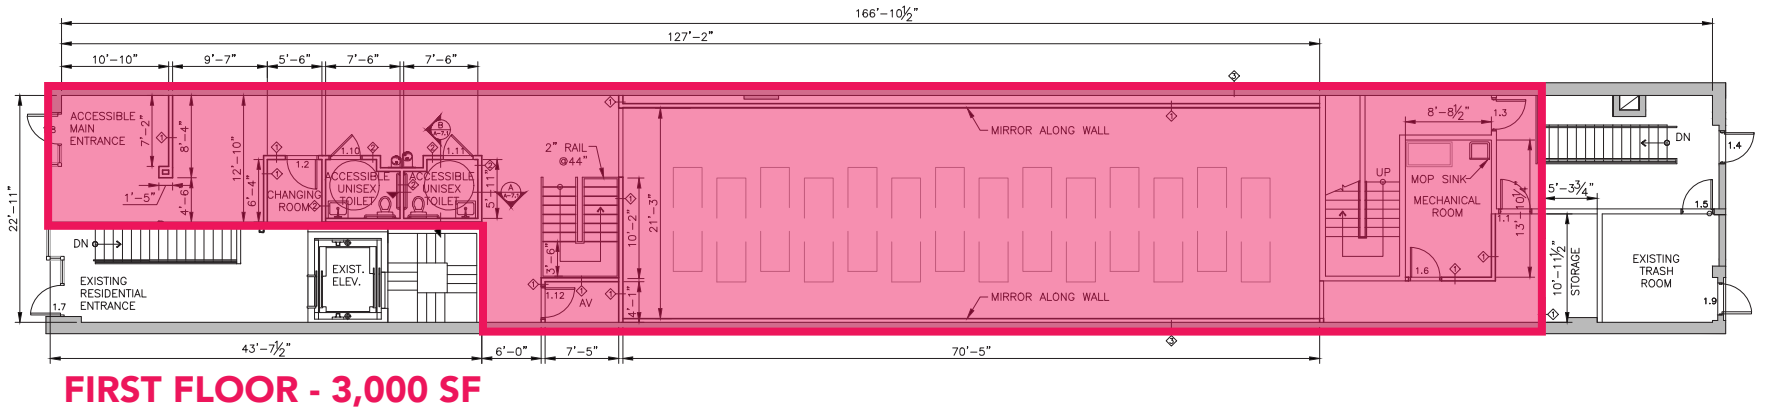 166'-10½"
127'-2"
10'-10"
9'-7"
5'-6"
7'-6"
7'-6"
ACCESSIBLE
MAIN
ENTRANCE
7'-2"
8'-4"
12'-10"
4'-6"
1'-5"
6'-4"
22'-11"
1.2
CHANGING
ROOM
1.10
ACCESSIBLE
UNISEX
TOILET
1.11
ACCESSIBLE
UNISEX
TOILET
5'-11"
B
A-7.1
A
A-7.1
2" RAIL
@44"
10'-2"
21'-3"
3'-6"
4'-1"
1.12
AV
MIRROR ALONG WALL
MIRROR ALONG WALL
UP
8'-8½"
1.3
MOP SINK
MECHANICAL
ROOM
1.1
13'-10¼"
1.6
DN
1.4
5'-3¾"
1.5
10'-11½"
STORAGE
EXISTING
TRASH
ROOM
1.9
DN
EXISTING
RESIDENTIAL
ENTRANCE
1.7
EXIST.
ELEV.
43'-7½"
6'-0"
7'-5"
70'-5"
FIRST FLOOR - 3,000 SF